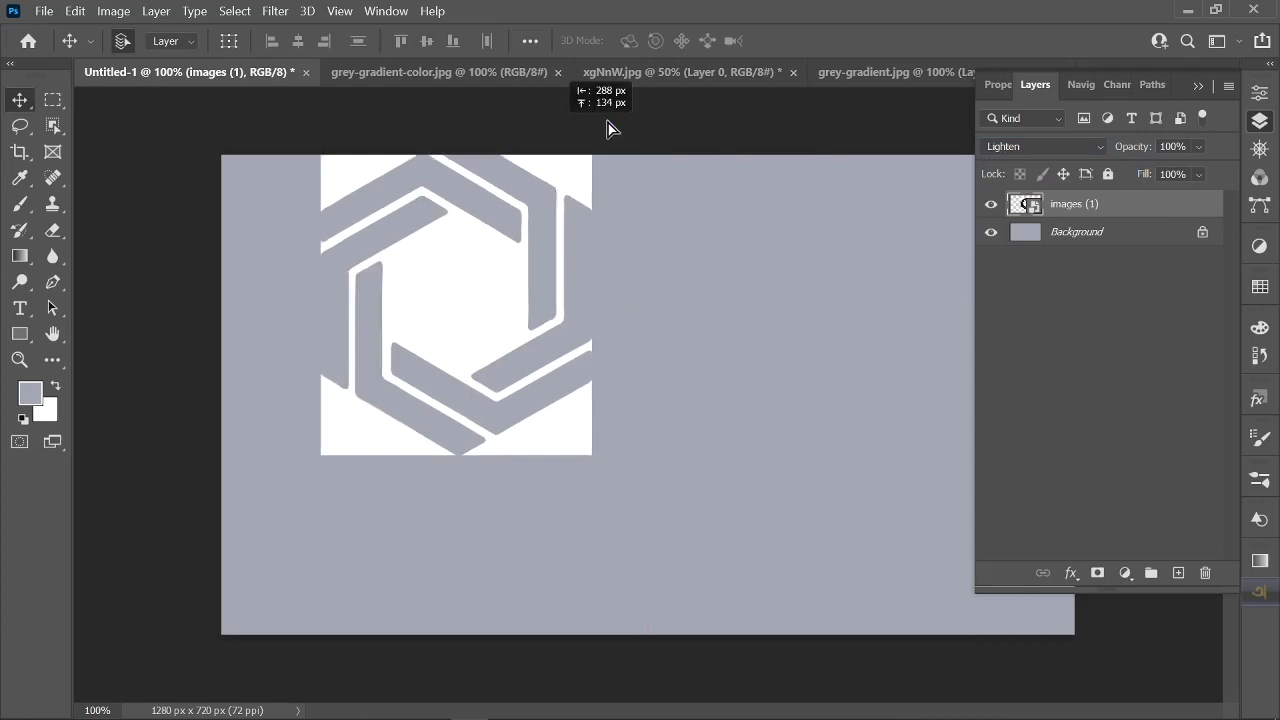 Ps File Edit Image Layer Type Select Filter 3D View Window Help
Layer 3D Mode:
Untitled-1 @ 100% (images (1), RGB/8) * × grey-gradient-color.jpg @ 100% (RGB/8#) × xgNnW.jpg @ 50% (Layer 0, RGB/8#) * × grey-gradient.jpg @ 100% (La
288 px
134 px
Prope Layers Navig Chanr Paths
Kind
Lighten Opacity: 100%
Lock: Fill: 100%
images (1)
Background
fx
100% 1280 px x 720 px (72 ppi)